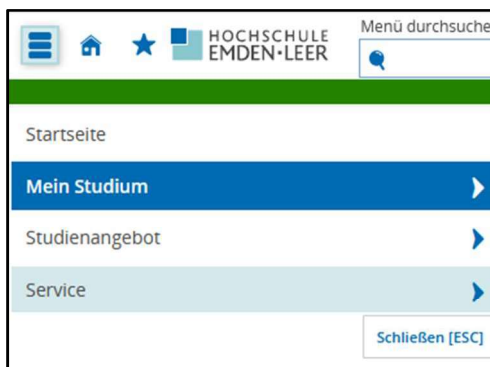 HOCHSCHULE
EMDEN·LEER
Menü durchsuche
Startseite
Mein Studium
Studienangebot
Service
Schließen [ESC]